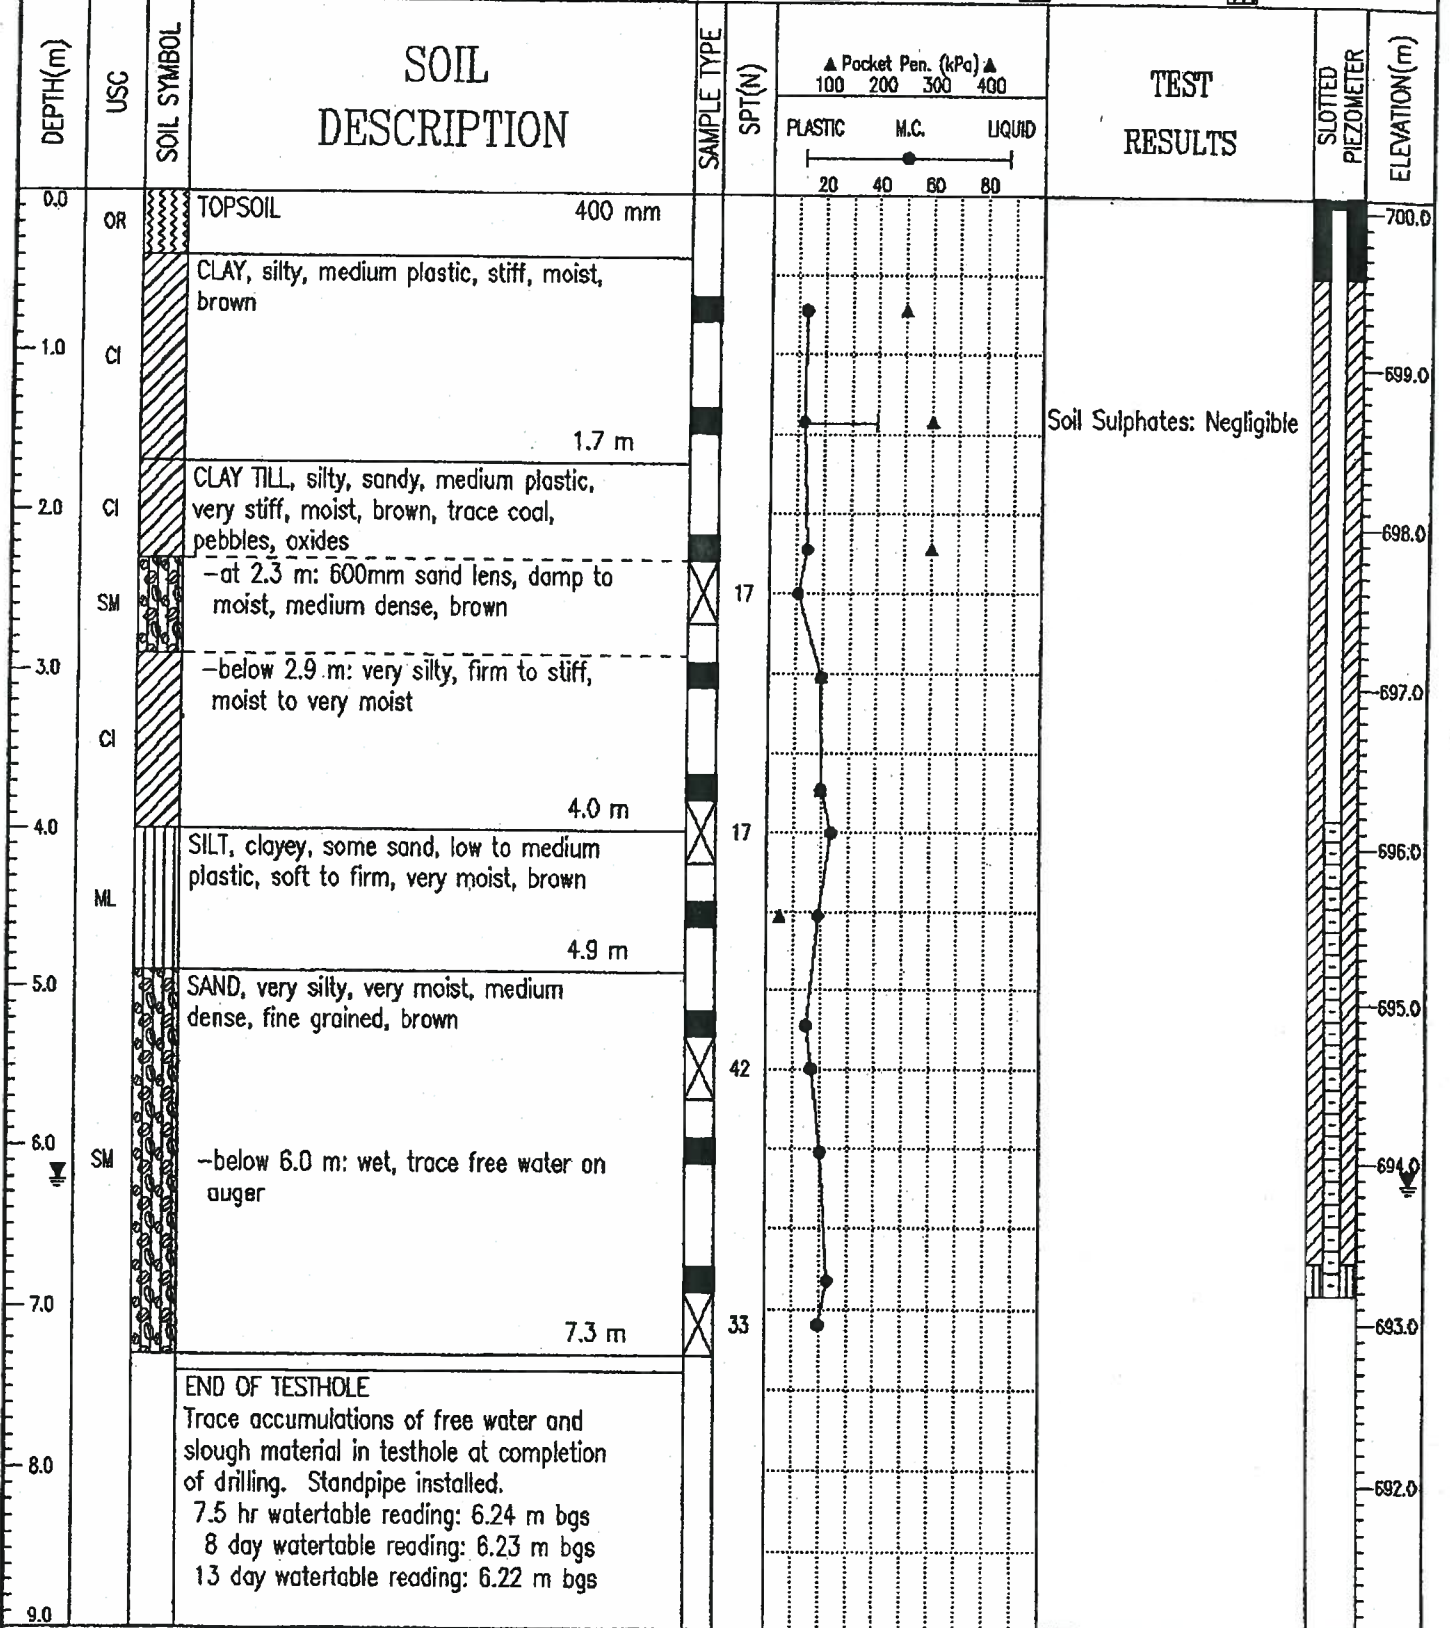 DEPTH(m)
USC
SOIL SYMBOL
SOIL
DESCRIPTION
SAMPLE TYPE
SPT(N)
▲ Pocket Pen. (kPa) ▲
100 200 300 400
PLASTIC M.C. LIQUID
20 40 60 80
TEST
RESULTS
SLOTTED
PIEZOMETER
ELEVATION(m)
0.0
OR
TOPSOIL 400 mm
700.0
CLAY, silty, medium plastic, stiff, moist,
brown
1.0
CI
699.0
Soil Sulphates: Negligible
1.7 m
CLAY TILL, silty, sandy, medium plastic,
2.0
CI
very stiff, moist, brown, trace coal,
pebbles, oxides
698.0
-at 2.3 m: 600mm sand lens, damp to
SM
moist, medium dense, brown
17
3.0
-below 2.9 m: very silty, firm to stiff,
moist to very moist
697.0
CI
4.0 m
4.0
17
SILT, clayey, some sand, low to medium
696.0
plastic, soft to firm, very moist, brown
ML
4.9 m
5.0
SAND, very silty, very moist, medium
dense, fine grained, brown
695.0
42
6.0
SM
-below 6.0 m: wet, trace free water on
auger
694.0
7.0
7.3 m
33
693.0
END OF TESTHOLE
Trace accumulations of free water and
slough material in testhole at completion
8.0
of drilling. Standpipe installed.
692.0
7.5 hr watertable reading: 6.24 m bgs
8 day watertable reading: 6.23 m bgs
13 day watertable reading: 6.22 m bgs
9.0